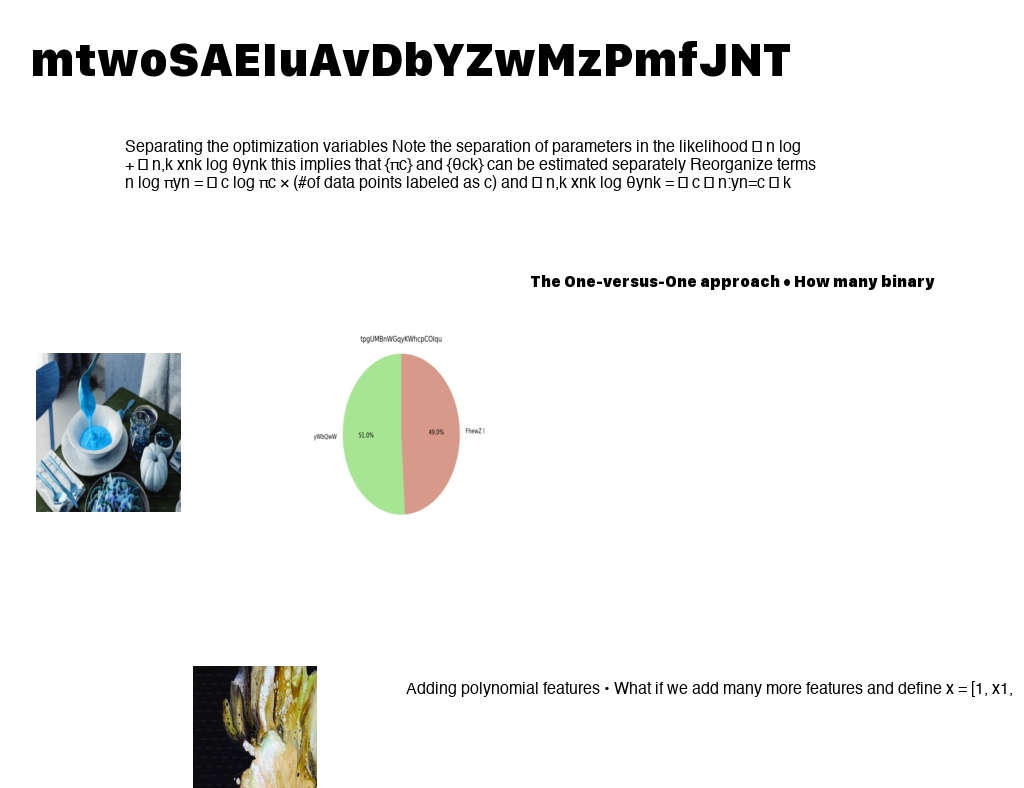 mtwoSAEIuAvDbYZwMzPmfJNT
Separating the optimization variables Note the separation of parameters in the likelihood □ n log
+ □ n,k xnk log θynk this implies that {πc} and {θck} can be estimated separately Reorganize terms
n log πyn = □ c log πc × (#of data points labeled as c) and □ n,k xnk log θynk = □ c □ n:yn=c □ k
The One-versus-One approach • How many binary
tpgUMBnWGqyKWhcpCOIqu
yWbQwW
51.0%
49.0%
FhewZ l
Adding polynomial features • What if we add many more features and define x = [1, x1,